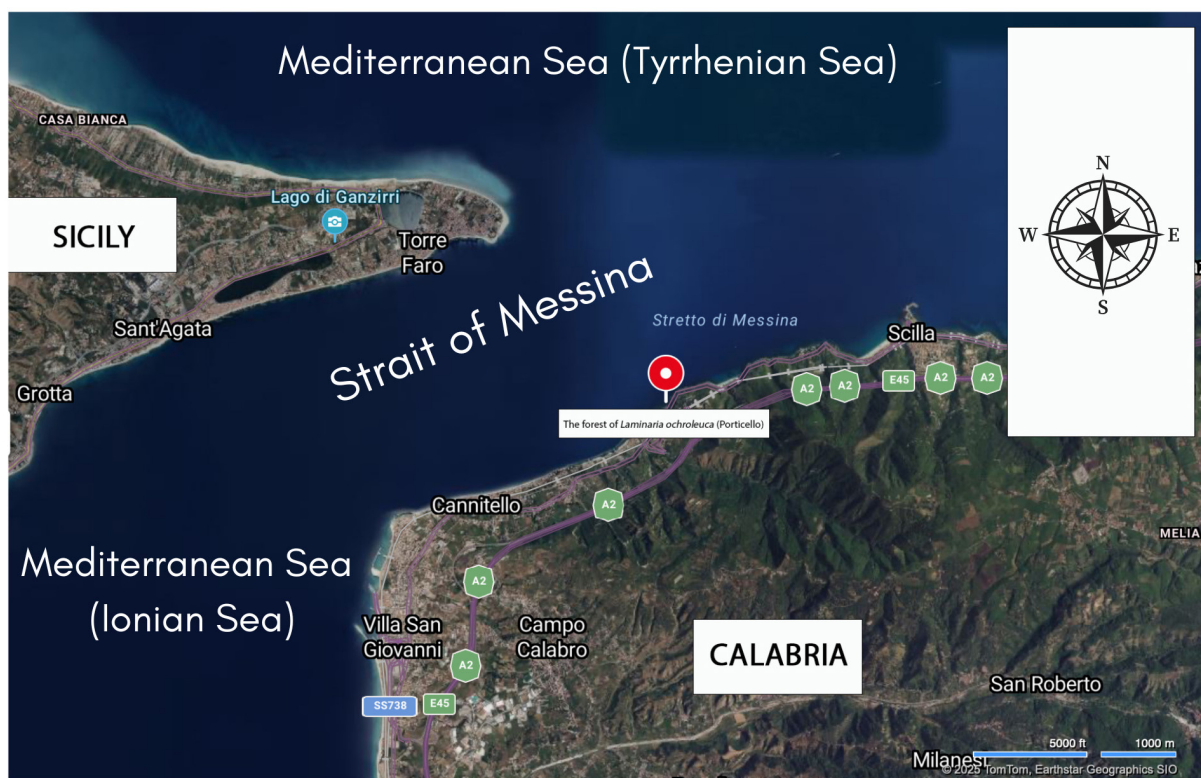 Mediterranean Sea (Tyrrhenian Sea)
CASA BIANCA
N
Lago di Ganzirri
SICILY
W
E
Torre
Faro
S
Strait of Messina
Stretto di Messina
Sant'Agata
Scilla
A2
A2
E45
A2
A2
Grotta
The forest of Laminaria ochroleuca (Porticello)
Cannitello
A2
MELIA
Mediterranean Sea
(Ionian Sea)
A2
Villa San
Giovanni
Campo
Calabro
CALABRIA
A2
San Roberto
SS738
E45
5000 ft
1000 m
Milanesi
© 2025 TomTom, Earthstar Geographics SIO